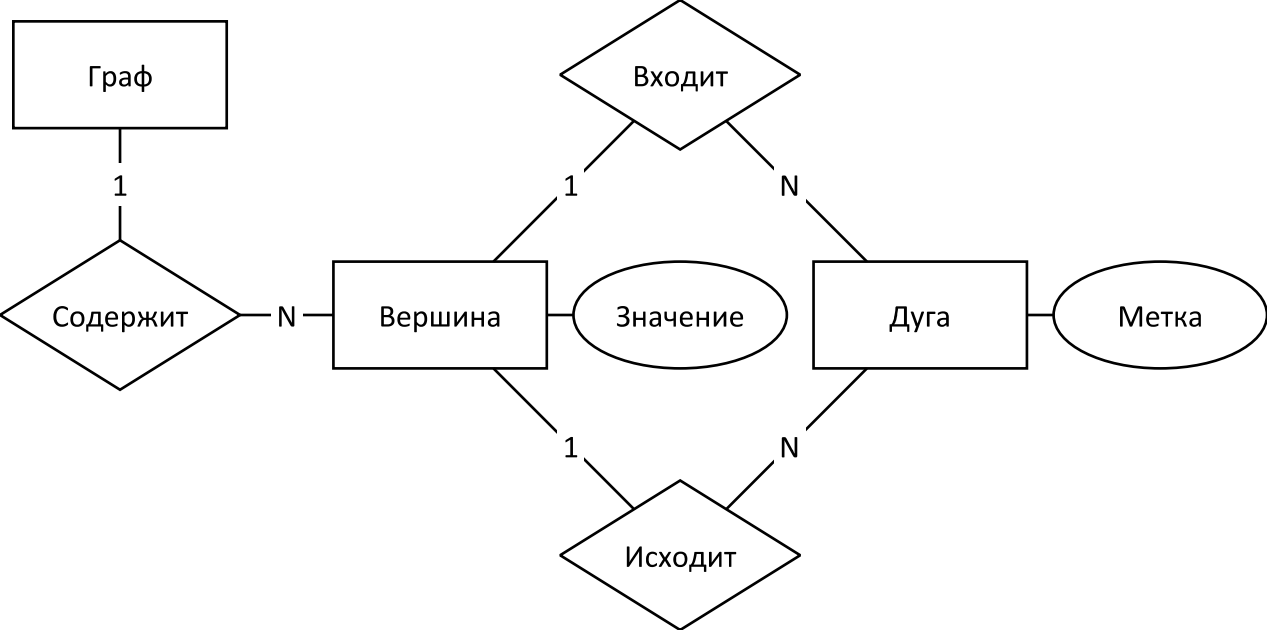 Граф
Входит
1
1
N
Содержит
N
Вершина
Значение
Дуга
Метка
1
N
Исходит